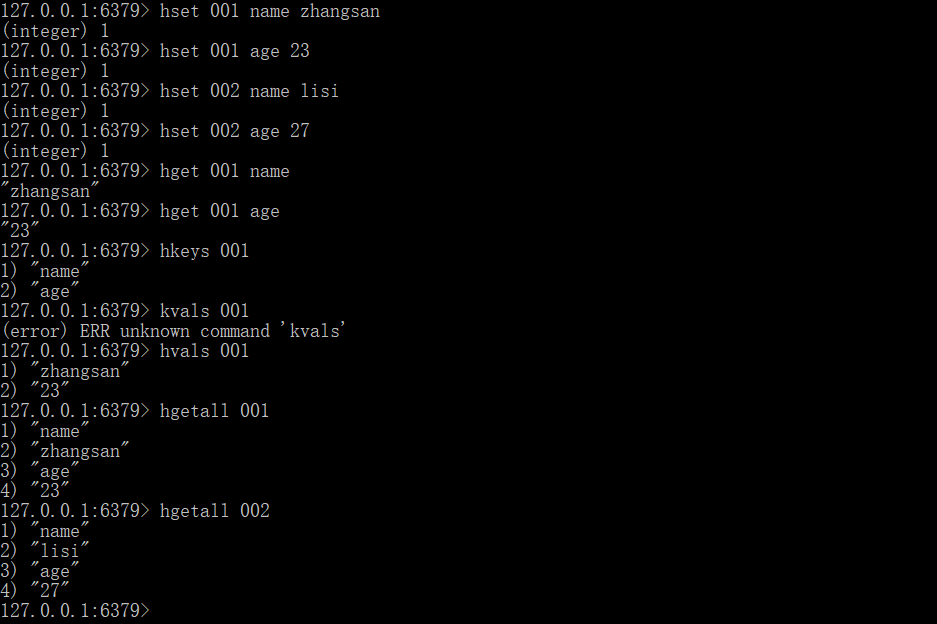 127.0.0.1:6379> hset 001 name zhangsan
(integer) 1
127.0.0.1:6379> hset 001 age 23
(integer) 1
127.0.0.1:6379> hset 002 name lisi
(integer) 1
127.0.0.1:6379> hset 002 age 27
(integer) 1
127.0.0.1:6379> hget 001 name
"zhangsan"
127.0.0.1:6379> hget 001 age
"23"
127.0.0.1:6379> hkeys 001
1) "name"
2) "age"
127.0.0.1:6379> kvals 001
(error) ERR unknown command 'kvals'
127.0.0.1:6379> hvals 001
1) "zhangsan"
2) "23"
127.0.0.1:6379> hgetall 001
1) "name"
2) "zhangsan"
3) "age"
4) "23"
127.0.0.1:6379> hgetall 002
1) "name"
2) "lisi"
3) "age"
4) "27"
127.0.0.1:6379>